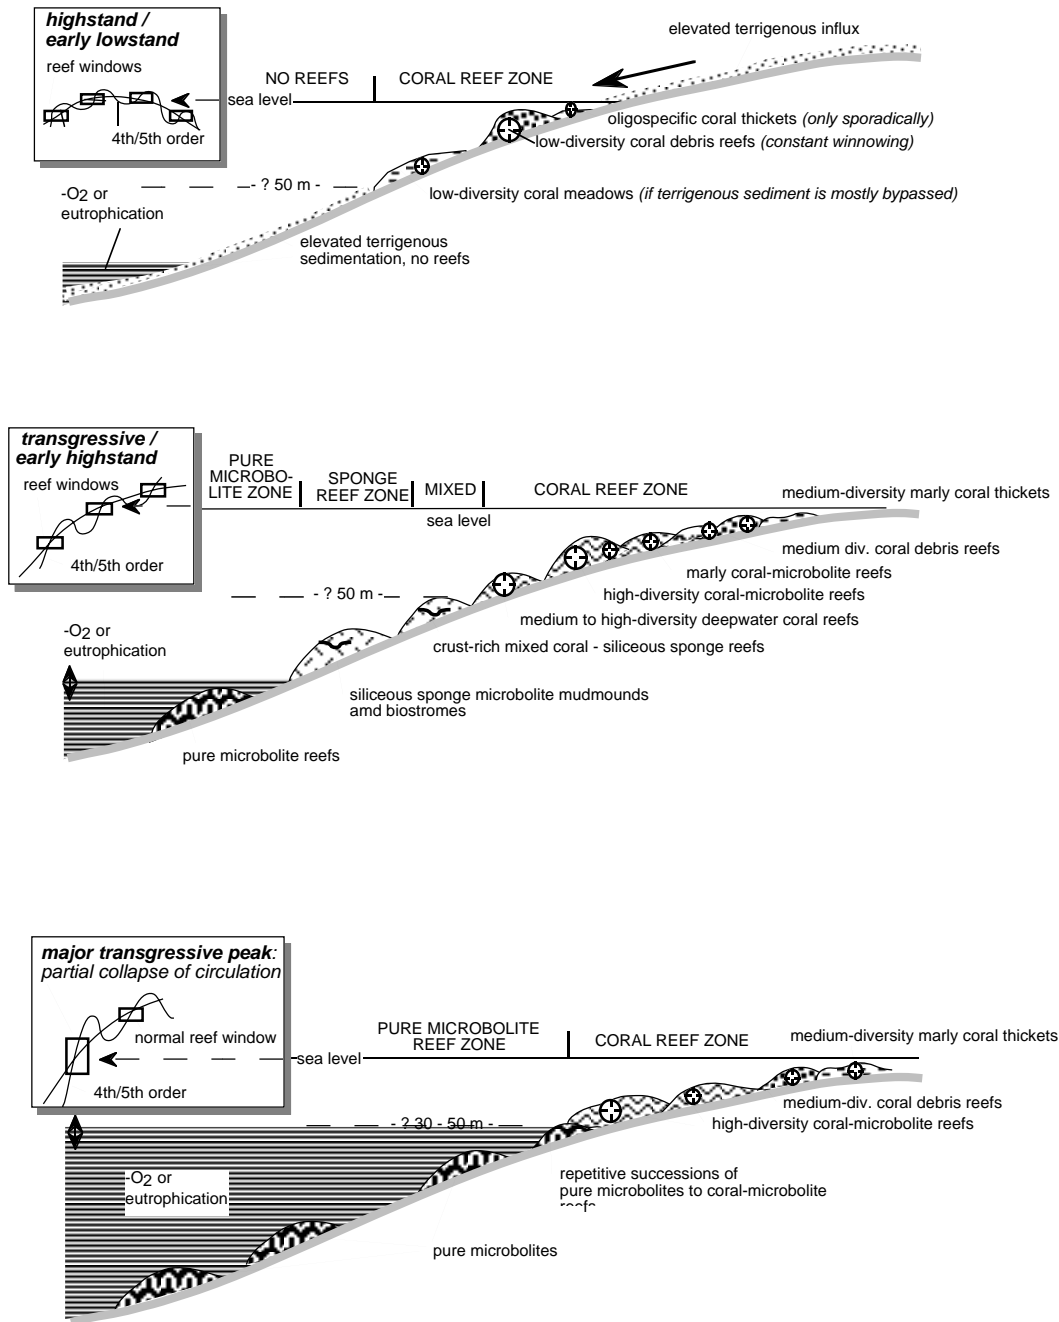 highstand /
early lowstand
reef windows
4th/5th order
elevated terrigenous influx
NO REEFS
CORAL REEF ZONE
sea level
oligospecific coral thickets (only sporadically)
low-diversity coral debris reefs (constant winnowing)
- ? 50 m -
low-diversity coral meadows (if terrigenous sediment is mostly bypassed)
-O2 or
eutrophication
elevated terrigenous
sedimentation, no reefs
transgressive /
early highstand
reef windows
4th/5th order
PURE
MICROBO-
LITE ZONE
SPONGE
REEF ZONE
MIXED
CORAL REEF ZONE
medium-diversity marly coral thickets
sea level
medium div. coral debris reefs
marly coral-microbolite reefs
- ? 50 m -
high-diversity coral-microbolite reefs
medium to high-diversity deepwater coral reefs
-O2 or
eutrophication
crust-rich mixed coral - siliceous sponge reefs
siliceous sponge microbolite mudmounds
amd biostromes
pure microbolite reefs
major transgressive peak:
partial collapse of circulation
normal reef window
4th/5th order
PURE MICROBOLITE
REEF ZONE
CORAL REEF ZONE
medium-diversity marly coral thickets
sea level
medium-div. coral debris reefs
- ? 30 - 50 m -
high-diversity coral-microbolite reefs
-O2 or
eutrophication
repetitive successions of
pure microbolites to coral-microbolite
reefs
pure microbolites